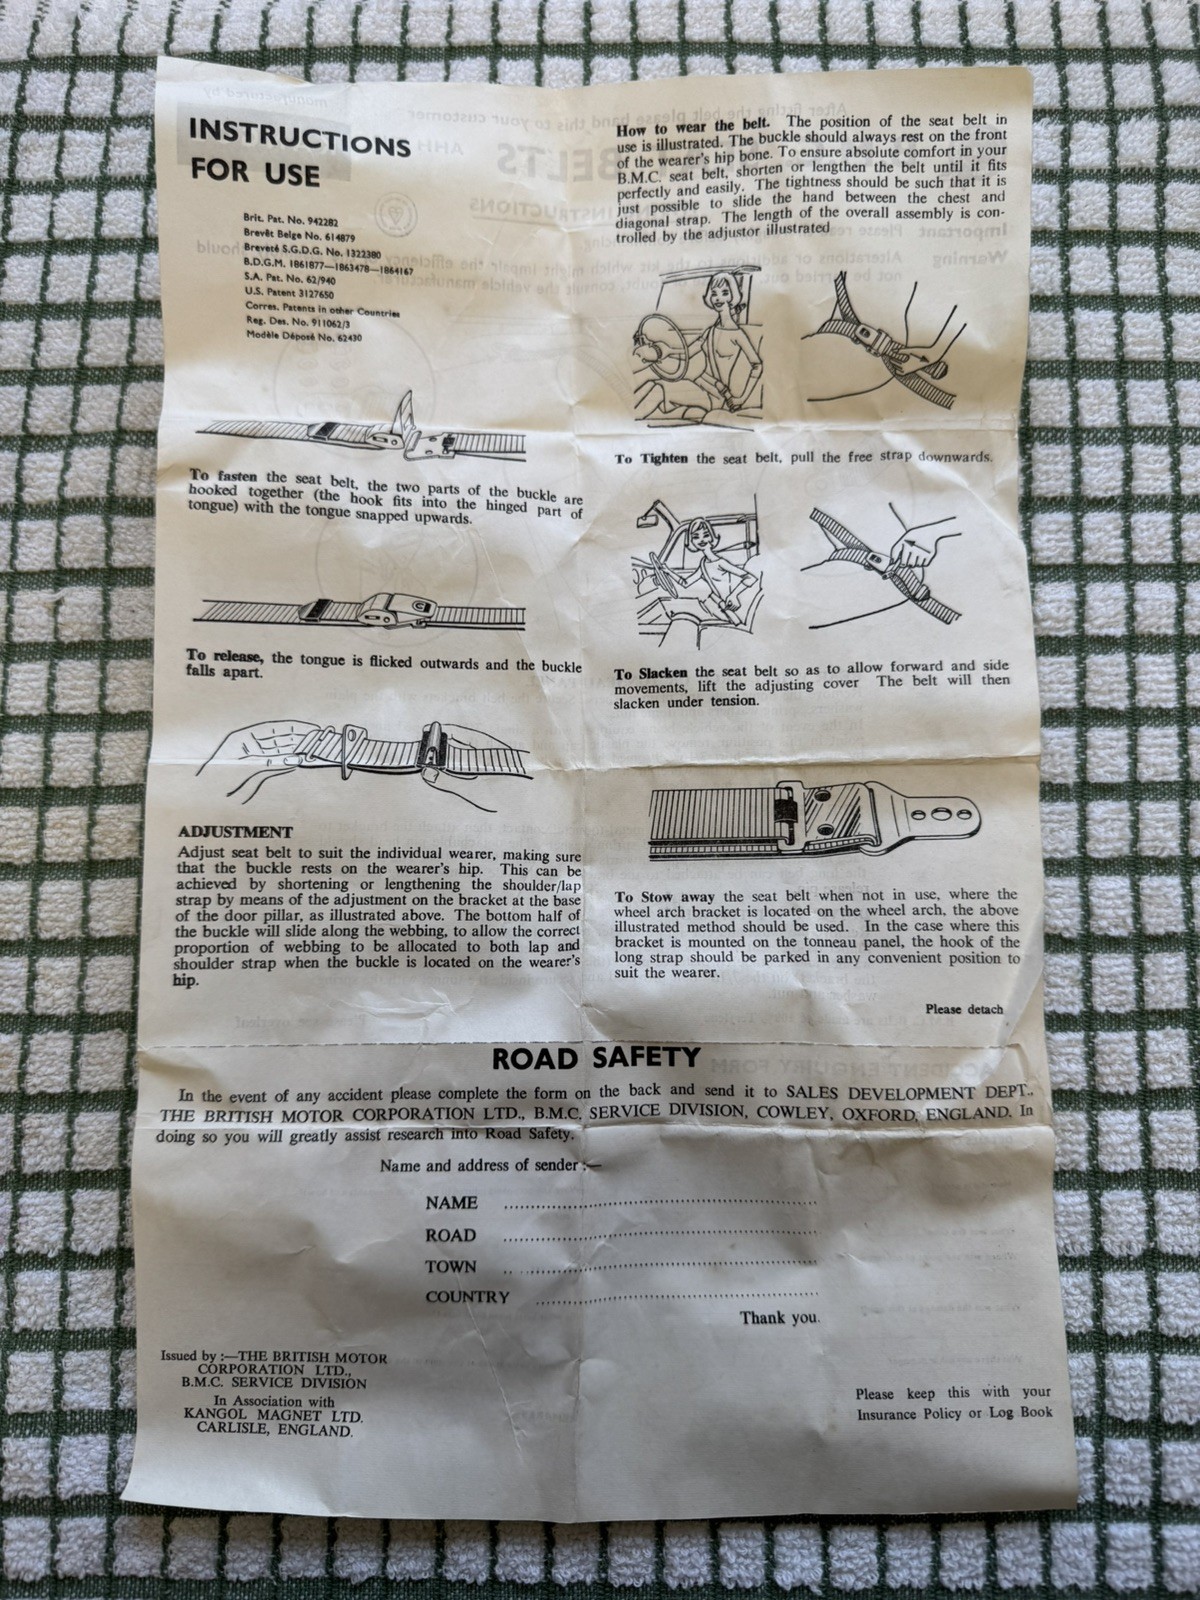 INSTRUCTIONS
FOR USE
Brit. Pat. No. 942282
Brevêt Belge No. 614879
Breveté S.G.D.G. No. 1322380
B.D.G.M. 1861877—1863478—1864167
S.A. Pat. No. 62/940
U.S. Patent 3127650
Corres. Patents in other Countries
Reg. Des. No. 911062/3
Modèle Déposé No. 62430
To fasten the seat belt, the two parts of the buckle are
hooked together (the hook fits into the hinged part of
tongue) with the tongue snapped upwards.
To release, the tongue is flicked outwards and the buckle
falls apart.
ADJUSTMENT
Adjust seat belt to suit the individual wearer, making sure
that the buckle rests on the wearer's hip. This can be
achieved by shortening or lengthening the shoulder/lap
strap by means of the adjustment on the bracket at the base
of the door pillar, as illustrated above. The bottom half of
the buckle will slide along the webbing, to allow the correct
proportion of webbing to be allocated to both lap and
shoulder strap when the buckle is located on the wearer's
hip.
How to wear the belt. The position of the seat belt in
use is illustrated. The buckle should always rest on the front
of the wearer's hip bone. To ensure absolute comfort in your
B.M.C. seat belt, shorten or lengthen the belt until it fits
perfectly and easily. The tightness should be such that it is
just possible to slide the hand between the chest and
diagonal strap. The length of the overall assembly is con-
trolled by the adjustor illustrated
To Tighten the seat belt, pull the free strap downwards.
To Slacken the seat belt so as to allow forward and side
movements, lift the adjusting cover The belt will then
slacken under tension.
To Stow away the seat belt when not in use, where the
wheel arch bracket is located on the wheel arch, the above
illustrated method should be used. In the case where this
bracket is mounted on the tonneau panel, the hook of the
long strap should be parked in any convenient position to
suit the wearer.
Please detach
ROAD SAFETY
In the event of any accident please complete the form on the back and send it to SALES DEVELOPMENT DEPT.,
THE BRITISH MOTOR CORPORATION LTD., B.M.C. SERVICE DIVISION, COWLEY, OXFORD, ENGLAND. In
doing so you will greatly assist research into Road Safety.
Name and address of sender :—
NAME
ROAD
TOWN
COUNTRY
Thank you.
Issued by :—THE BRITISH MOTOR
CORPORATION LTD.,
B.M.C. SERVICE DIVISION
In Association with
KANGOL MAGNET LTD.
CARLISLE, ENGLAND.
Please keep this with your
Insurance Policy or Log Book